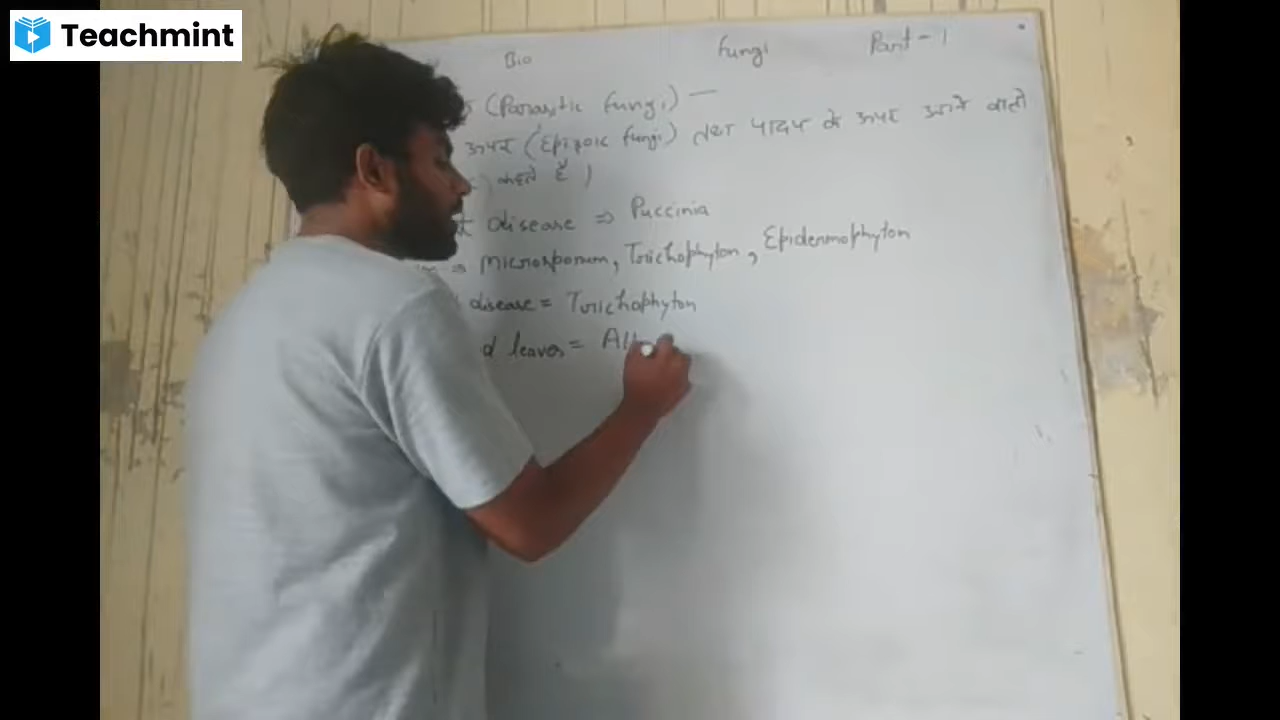 Teachmint
Bio Fungi Part - 1
(Parasitic fungi) —
ऊपर (Epizoic fungi) तथा पादप के ऊपर उगने वाली
कहते हैं ।
disease ⇒ Puccinia
⇒ Microsporum, Trichophyton, Epidermophyton
disease = Trichophyton
d leaves = Al